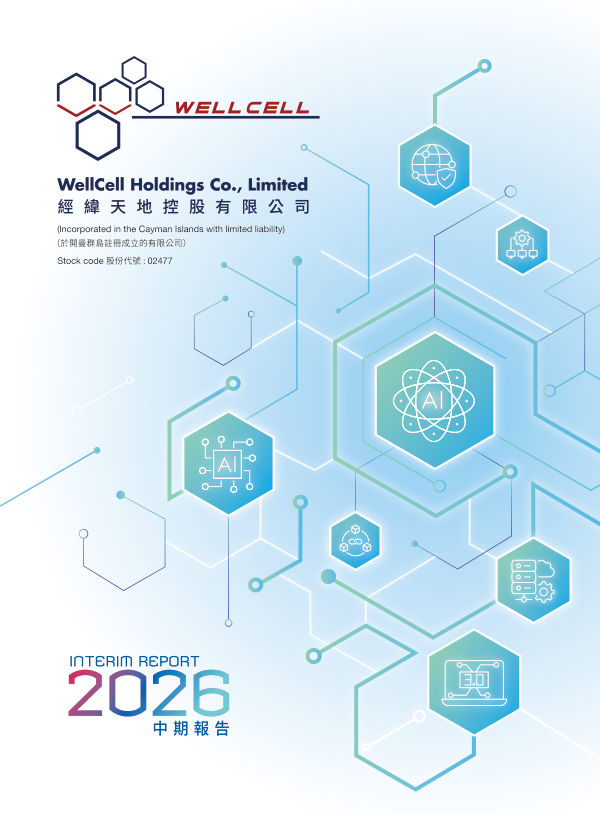 WELLCELL
WellCell Holdings Co., Limited
經緯天地控股有限公司
(Incorporated in the Cayman Islands with limited liability)
(於開曼群島註冊成立的有限公司)
Stock code 股份代號 : 02477
AI
AI
3.0
INTERIM REPORT
2026
中期報告